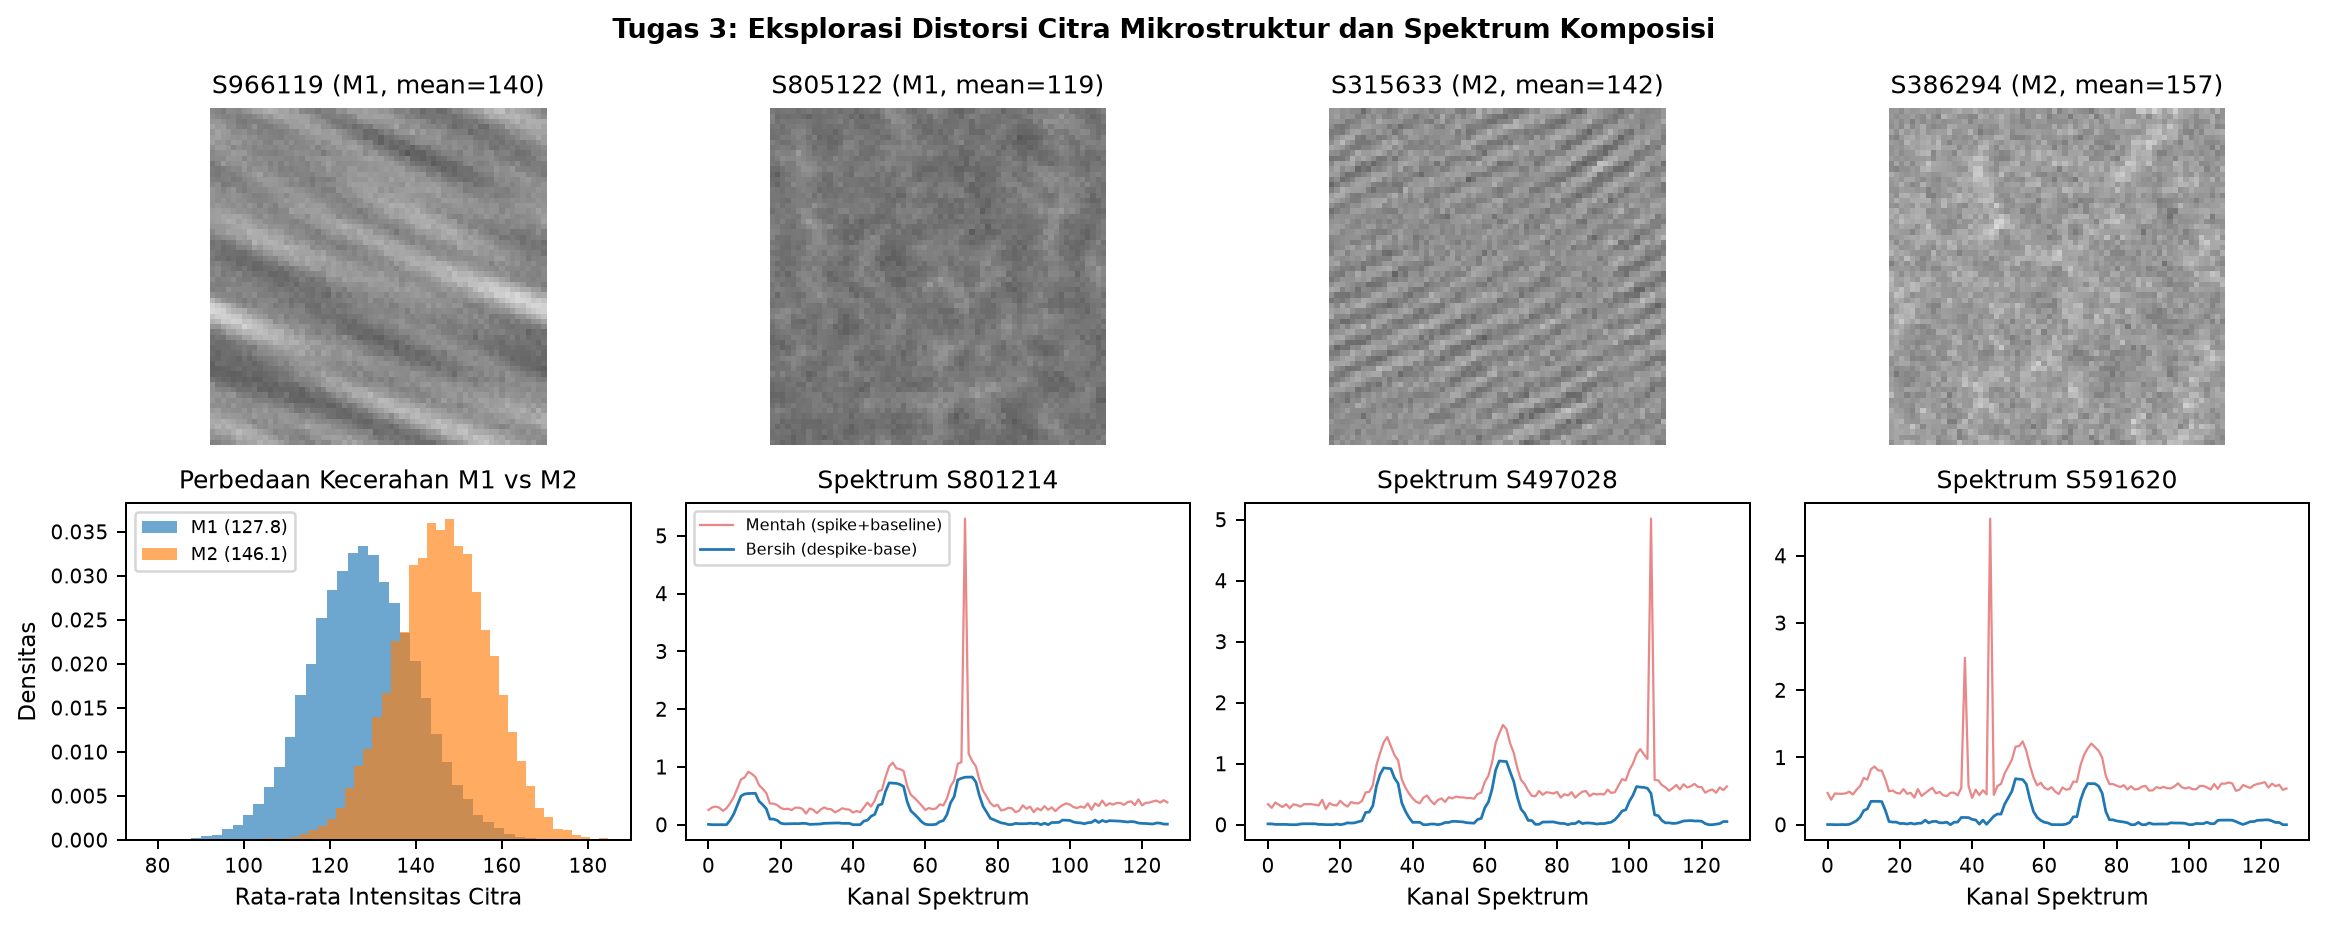 Tugas 3: Eksplorasi Distorsi Citra Mikrostruktur dan Spektrum Komposisi
S966119 (M1, mean=140)
S805122 (M1, mean=119)
S315633 (M2, mean=142)
S386294 (M2, mean=157)
Perbedaan Kecerahan M1 vs M2
M1 (127.8)
M2 (146.1)
Densitas
0.035
0.030
0.025
0.020
0.015
0.010
0.005
0.000
80 100 120 140 160 180
Rata-rata Intensitas Citra
Spektrum S801214
Mentah (spike+baseline)
Bersih (despike-base)
5
4
3
2
1
0
0 20 40 60 80 100 120
Kanal Spektrum
Spektrum S497028
5
4
3
2
1
0
0 20 40 60 80 100 120
Kanal Spektrum
Spektrum S591620
4
3
2
1
0
0 20 40 60 80 100 120
Kanal Spektrum